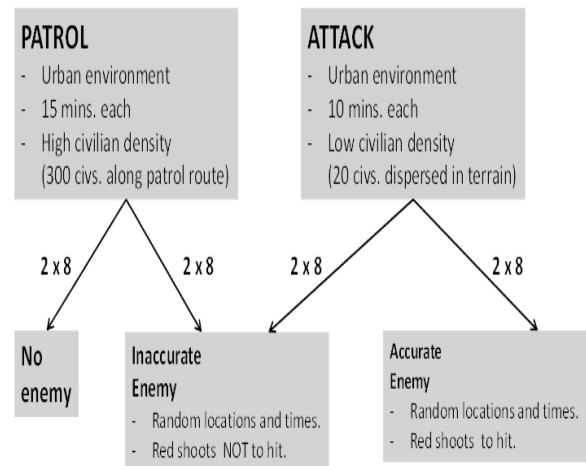 PATROL
- Urban environment
- 15 mins. each
- High civilian density
(300 civs. along patrol route)
ATTACK
- Urban environment
- 10 mins. each
- Low civilian density
(20 civs. dispersed in terrain)
2 x 8
2 x 8
2 x 8
2 x 8
No
enemy
Inaccurate
Enemy
- Random locations and times.
- Red shoots NOT to hit.
Accurate
Enemy
- Random locations and times.
- Red shoots to hit.